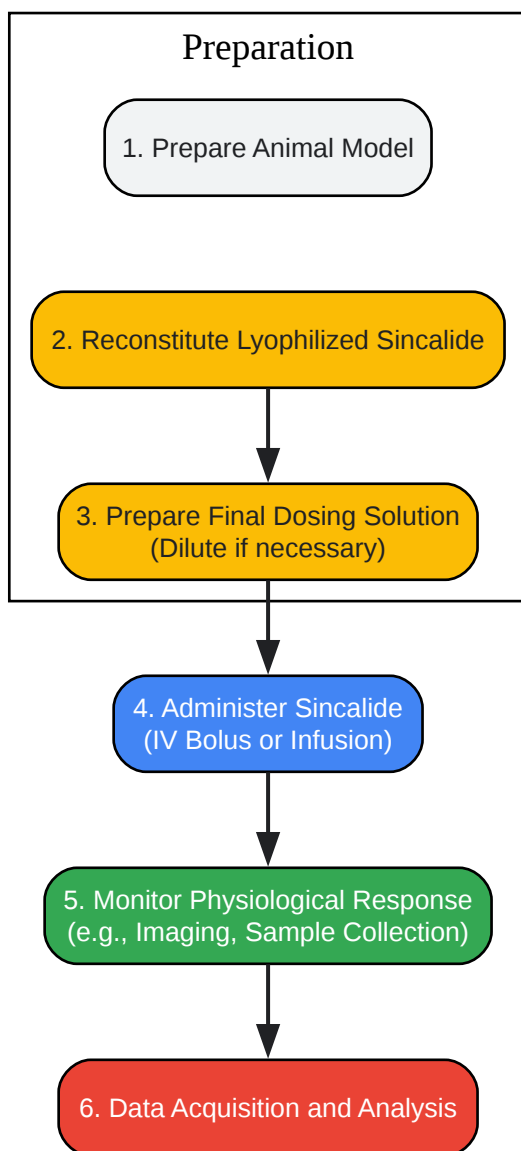 Preparation
1. Prepare Animal Model
2. Reconstitute Lyophilized Sincalide
3. Prepare Final Dosing Solution
(Dilute if necessary)
4. Administer Sincalide
(IV Bolus or Infusion)
5. Monitor Physiological Response
(e.g., Imaging, Sample Collection)
6. Data Acquisition and Analysis